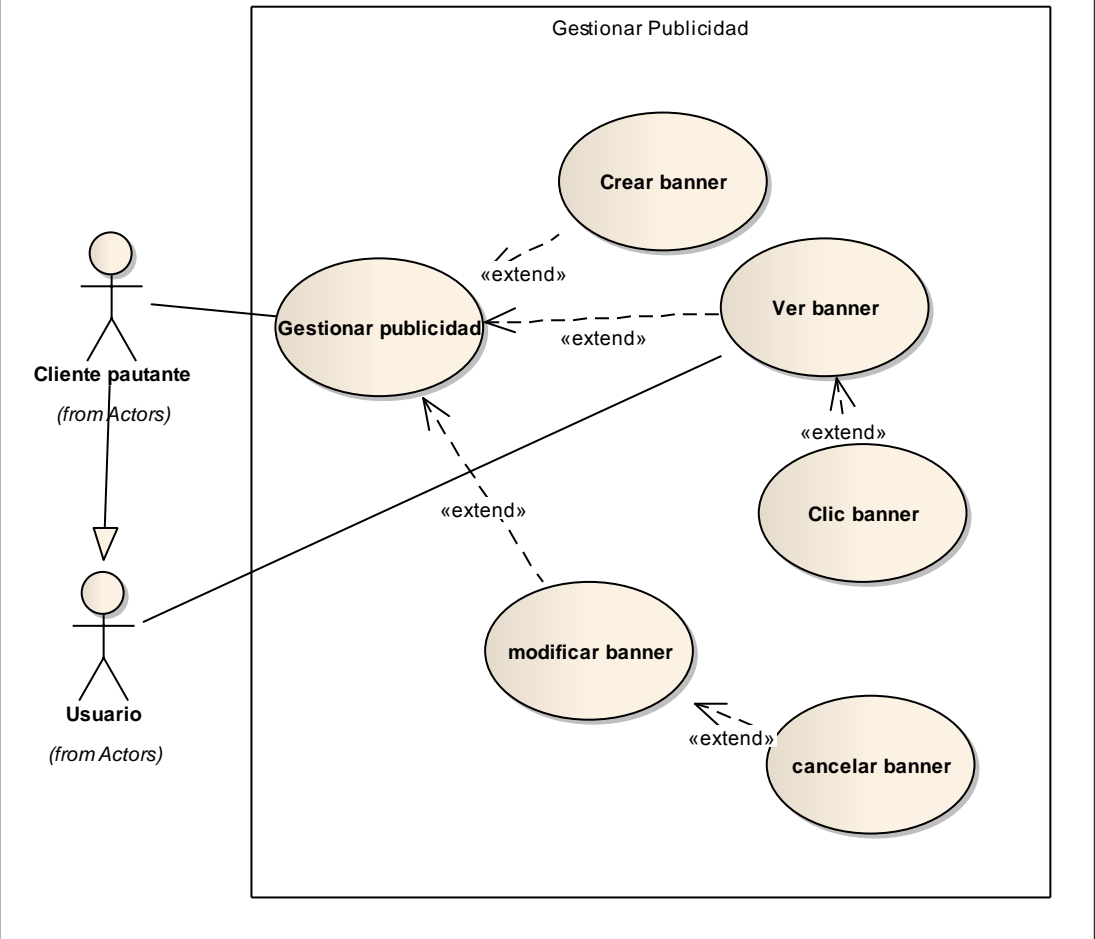 Gestionar Publicidad
Crear banner
«extend»
Ver banner
Gestionar publicidad
«extend»
Cliente pautante
(from Actors)
«extend»
Clic banner
«extend»
modificar banner
Usuario
(from Actors)
«extend»
cancelar banner